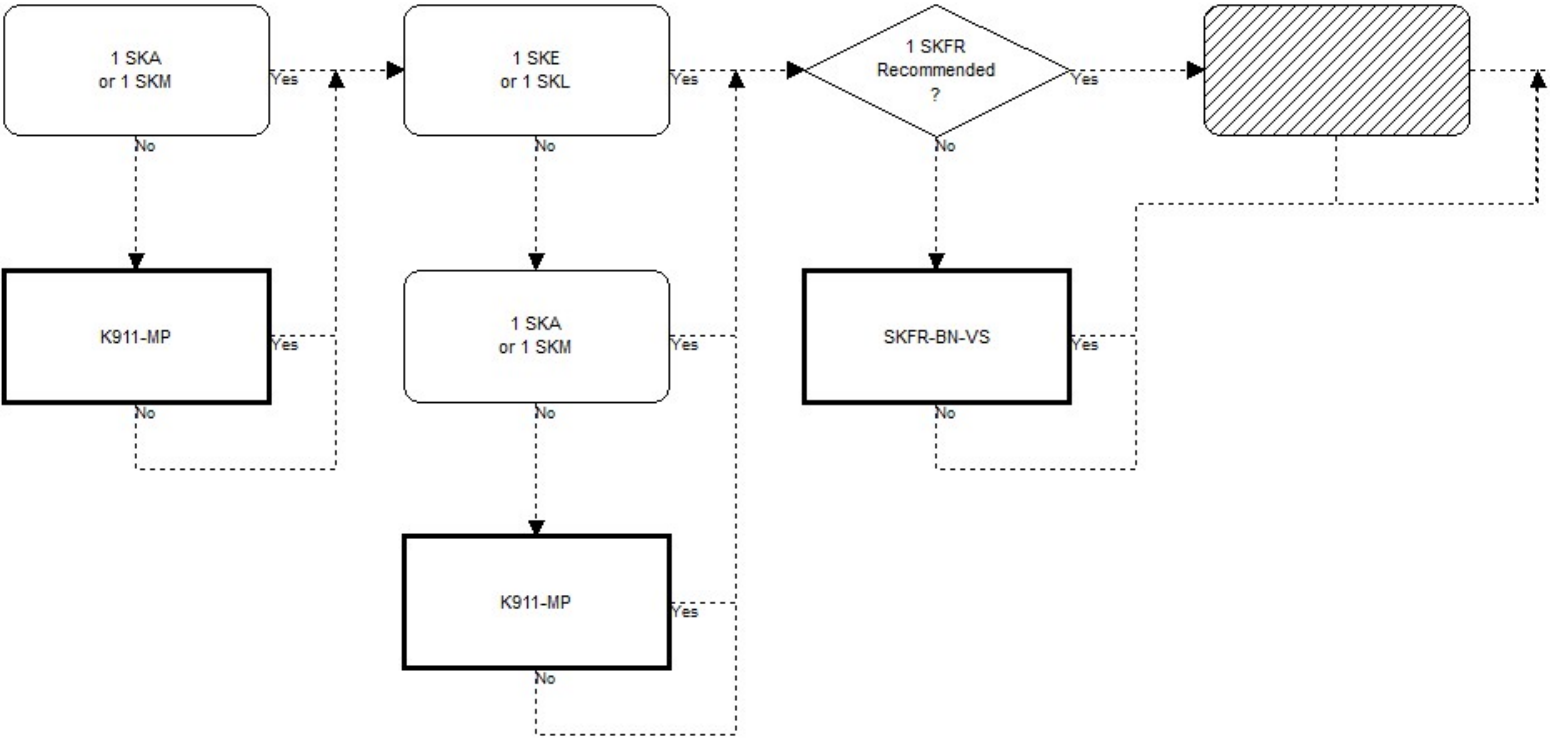 1 SKA
or 1 SKM
Yes
No
1 SKE
or 1 SKL
Yes
No
1 SKFR
Recommended
?
Yes
No
K911-MP
Yes
No
1 SKA
or 1 SKM
Yes
No
SKFR-BN-VS
Yes
No
K911-MP
Yes
No